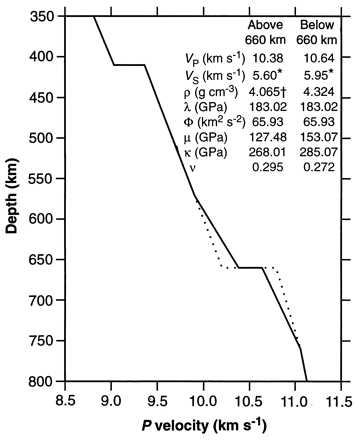 Above Below
660 km 660 km
V_P (km s⁻¹) 10.38 10.64
V_S (km s⁻¹) 5.60* 5.95*
ρ (g cm⁻³) 4.065† 4.324
λ (GPa) 183.02 183.02
Φ (km² s⁻²) 65.93 65.93
μ (GPa) 127.48 153.07
κ (GPa) 268.01 285.07
ν 0.295 0.272
Depth (km)
350
400
450
500
550
600
650
700
750
800
8.5 9.0 9.5 10.0 10.5 11.0 11.5
P velocity (km s⁻¹)